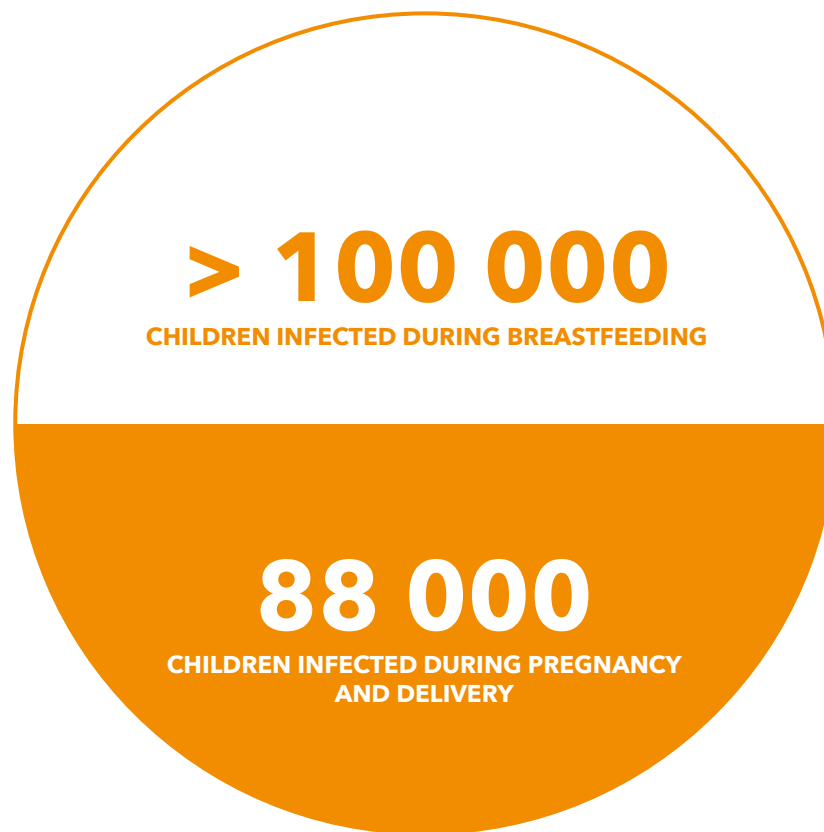 > 100 000
CHILDREN INFECTED DURING BREASTFEEDING
88 000
CHILDREN INFECTED DURING PREGNANCY
AND DELIVERY